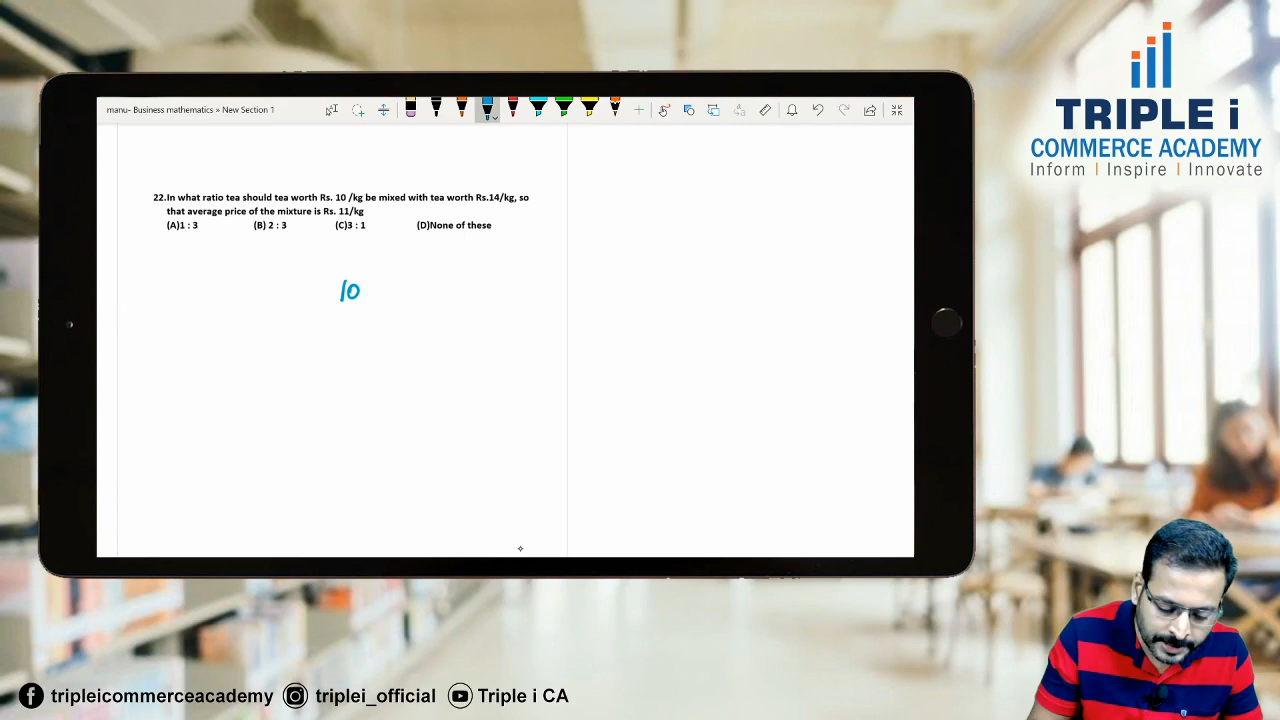 manu- Business mathematics » New Section 1
22.In what ratio tea should tea worth Rs. 10 /kg be mixed with tea worth Rs.14/kg, so
that average price of the mixture is Rs. 11/kg
(A)1 : 3 (B) 2 : 3 (C)3 : 1 (D)None of these
10
TRIPLE i
COMMERCE ACADEMY
Inform | Inspire | Innovate
tripleicommerceacademy triplei_official Triple i CA